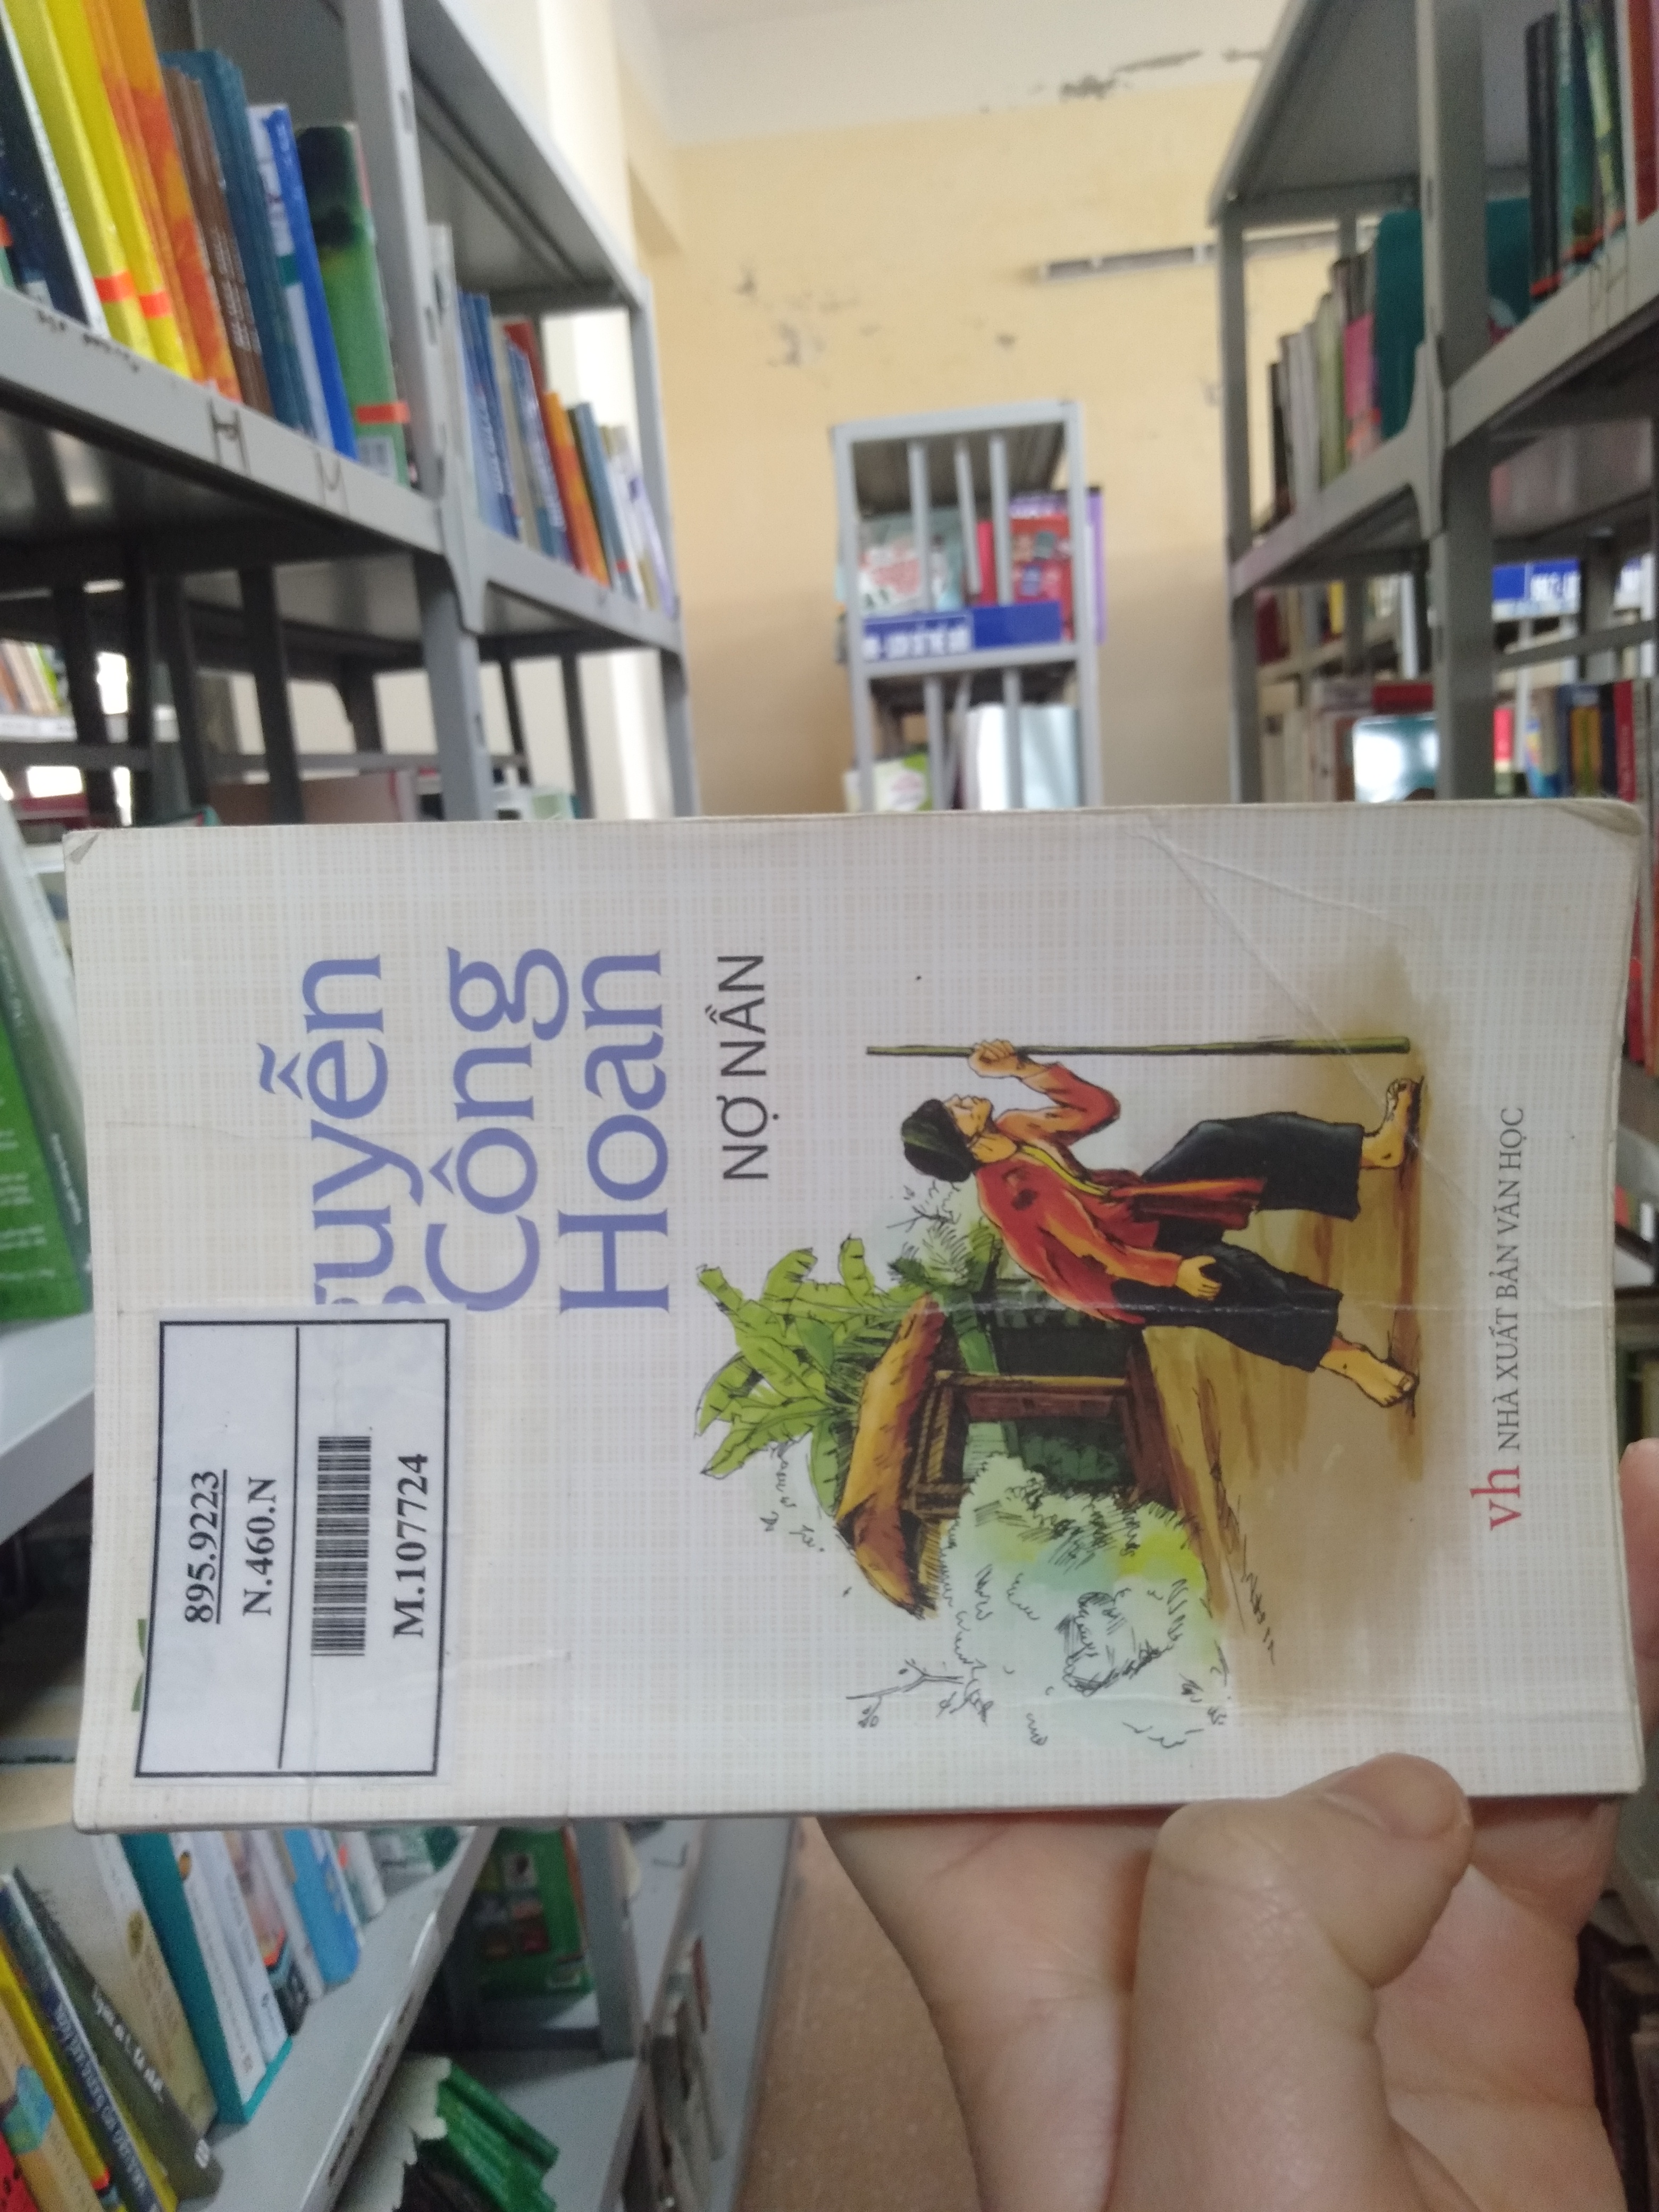 895.9223
N.460.N
M.107724
guyễn
Công
Hoan
NỢ NẦN
vh NHÀ XUẤT BẢN VĂN HỌC